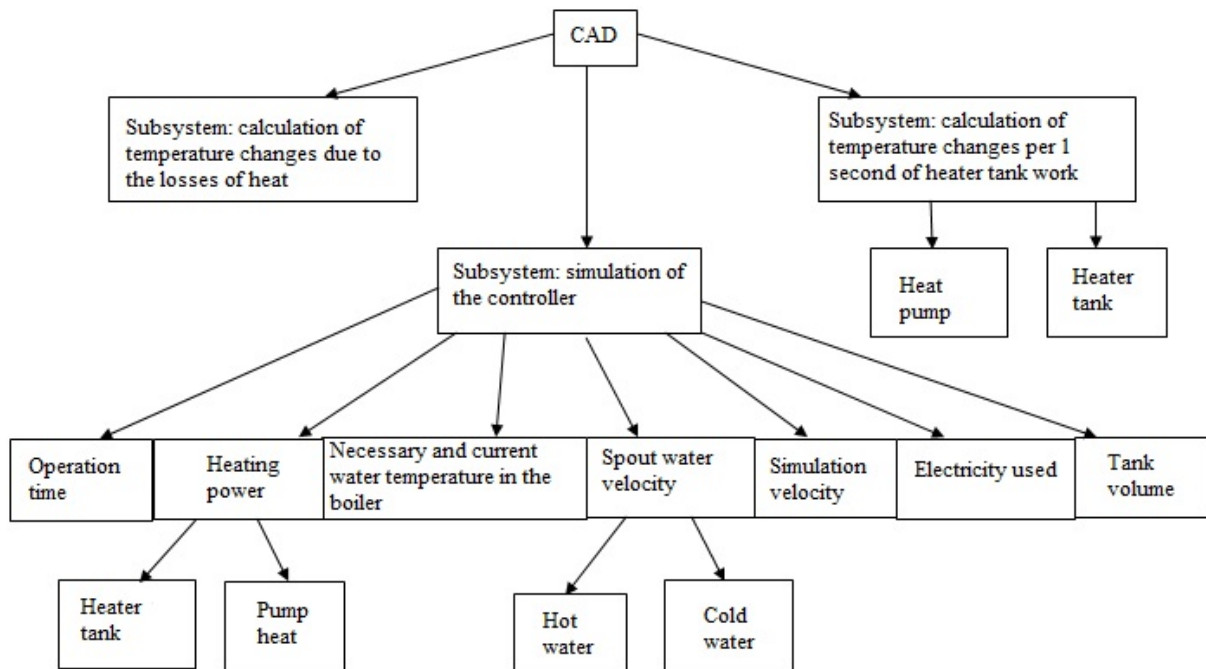 CAD
Subsystem: calculation of
temperature changes due to
the losses of heat
Subsystem: calculation of
temperature changes per 1
second of heater tank work
Heat
pump
Heater
tank
Subsystem: simulation of
the controller
Operation
time
Heating
power
Necessary and current
water temperature in the
boiler
Spout water
velocity
Simulation
velocity
Electricity used
Tank
volume
Heater
tank
Pump
heat
Hot
water
Cold
water